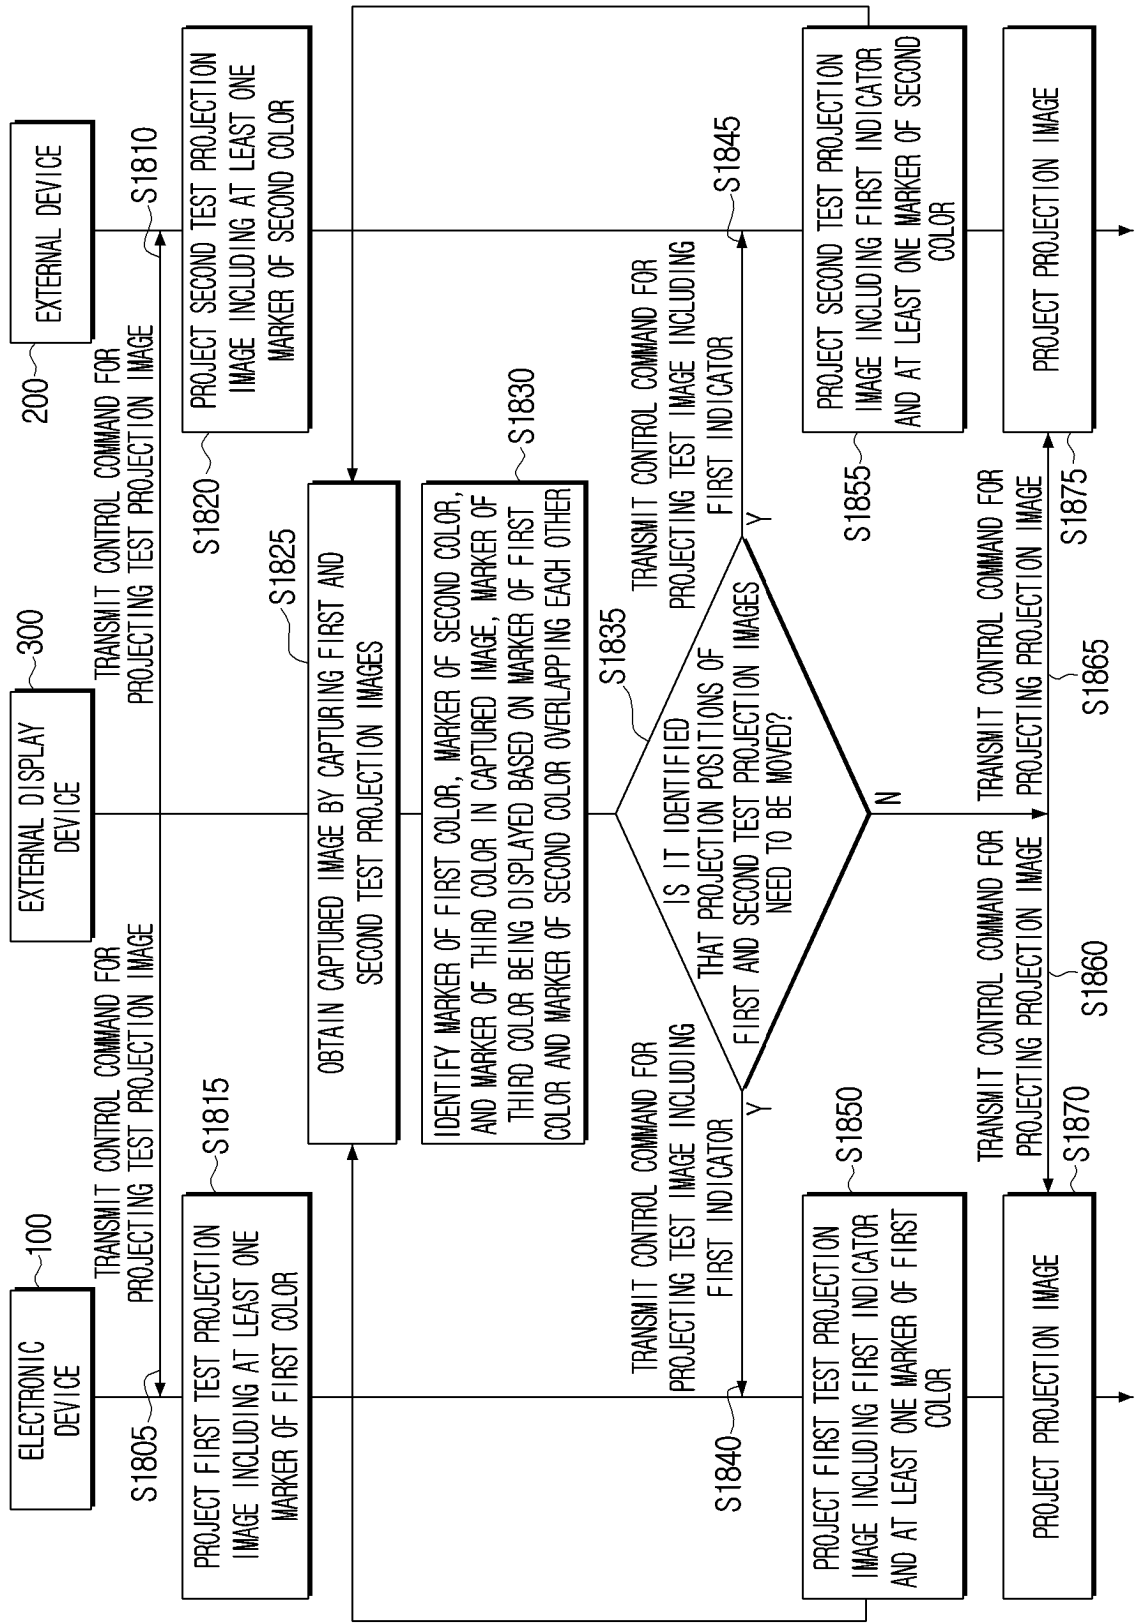 ELECTRONIC
DEVICE
100
EXTERNAL DISPLAY
DEVICE
300
EXTERNAL DEVICE
200
TRANSMIT CONTROL COMMAND FOR
PROJECTING TEST PROJECTION IMAGE
S1805
TRANSMIT CONTROL COMMAND FOR
PROJECTING TEST PROJECTION IMAGE
S1810
PROJECT FIRST TEST PROJECTION
IMAGE INCLUDING AT LEAST ONE
MARKER OF FIRST COLOR
S1815
PROJECT SECOND TEST PROJECTION
IMAGE INCLUDING AT LEAST ONE
MARKER OF SECOND COLOR
S1820
OBTAIN CAPTURED IMAGE BY CAPTURING FIRST AND
SECOND TEST PROJECTION IMAGES
S1825
IDENTIFY MARKER OF FIRST COLOR, MARKER OF SECOND COLOR,
AND MARKER OF THIRD COLOR IN CAPTURED IMAGE, MARKER OF
THIRD COLOR BEING DISPLAYED BASED ON MARKER OF FIRST
COLOR AND MARKER OF SECOND COLOR OVERLAPPING EACH OTHER
S1830
IS IT IDENTIFIED
THAT PROJECTION POSITIONS OF
FIRST AND SECOND TEST PROJECTION IMAGES
NEED TO BE MOVED?
S1835
TRANSMIT CONTROL COMMAND FOR
PROJECTING TEST IMAGE INCLUDING
FIRST INDICATOR
Y
S1840
TRANSMIT CONTROL COMMAND FOR
PROJECTING TEST IMAGE INCLUDING
FIRST INDICATOR
Y
S1845
N
PROJECT FIRST TEST PROJECTION
IMAGE INCLUDING FIRST INDICATOR
AND AT LEAST ONE MARKER OF FIRST
COLOR
S1850
PROJECT SECOND TEST PROJECTION
IMAGE INCLUDING FIRST INDICATOR
AND AT LEAST ONE MARKER OF SECOND
COLOR
S1855
TRANSMIT CONTROL COMMAND FOR
PROJECTING PROJECTION IMAGE
S1860
TRANSMIT CONTROL COMMAND FOR
PROJECTING PROJECTION IMAGE
S1865
PROJECT PROJECTION IMAGE
S1870
PROJECT PROJECTION IMAGE
S1875